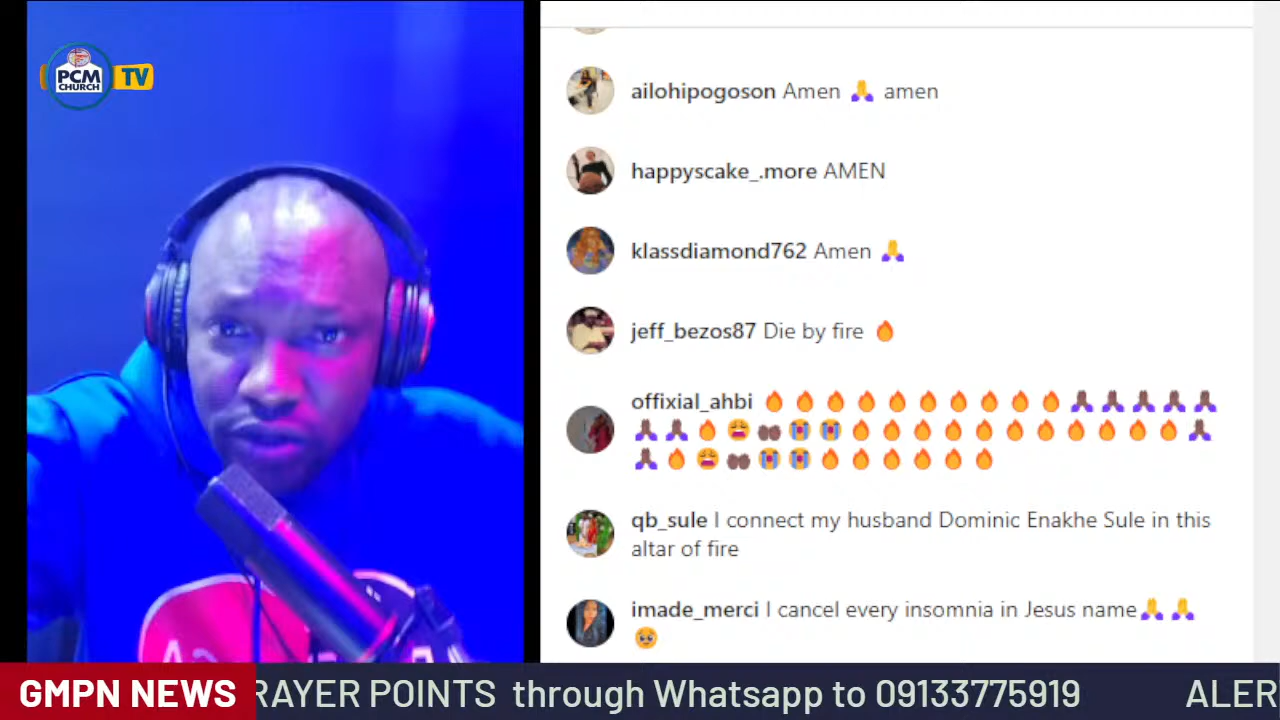 PCM
CHURCH
TV
ailohipogoson Amen 🙏 amen
happyscake_.more AMEN
klassdiamond762 Amen 🙏
jeff_bezos87 Die by fire 🔥
offixial_ahbi 🔥🔥🔥🔥🔥🔥🔥🔥🔥🔥🙏🏿🙏🏿🙏🏿🙏🏿🙏🏿
🙏🏿🙏🏿🔥😩🤲🏿😭😭🔥🔥🔥🔥🔥🔥🔥🔥🔥🔥🔥🙏🏿
🙏🏿🔥😩🤲🏿😭😭🔥🔥🔥🔥🔥🔥
qb_sule I connect my husband Dominic Enakhe Sule in this
altar of fire
imade_merci I cancel every insomnia in Jesus name🙏🙏
🥹
GMPN NEWS RAYER POINTS through Whatsapp to 09133775919 ALER